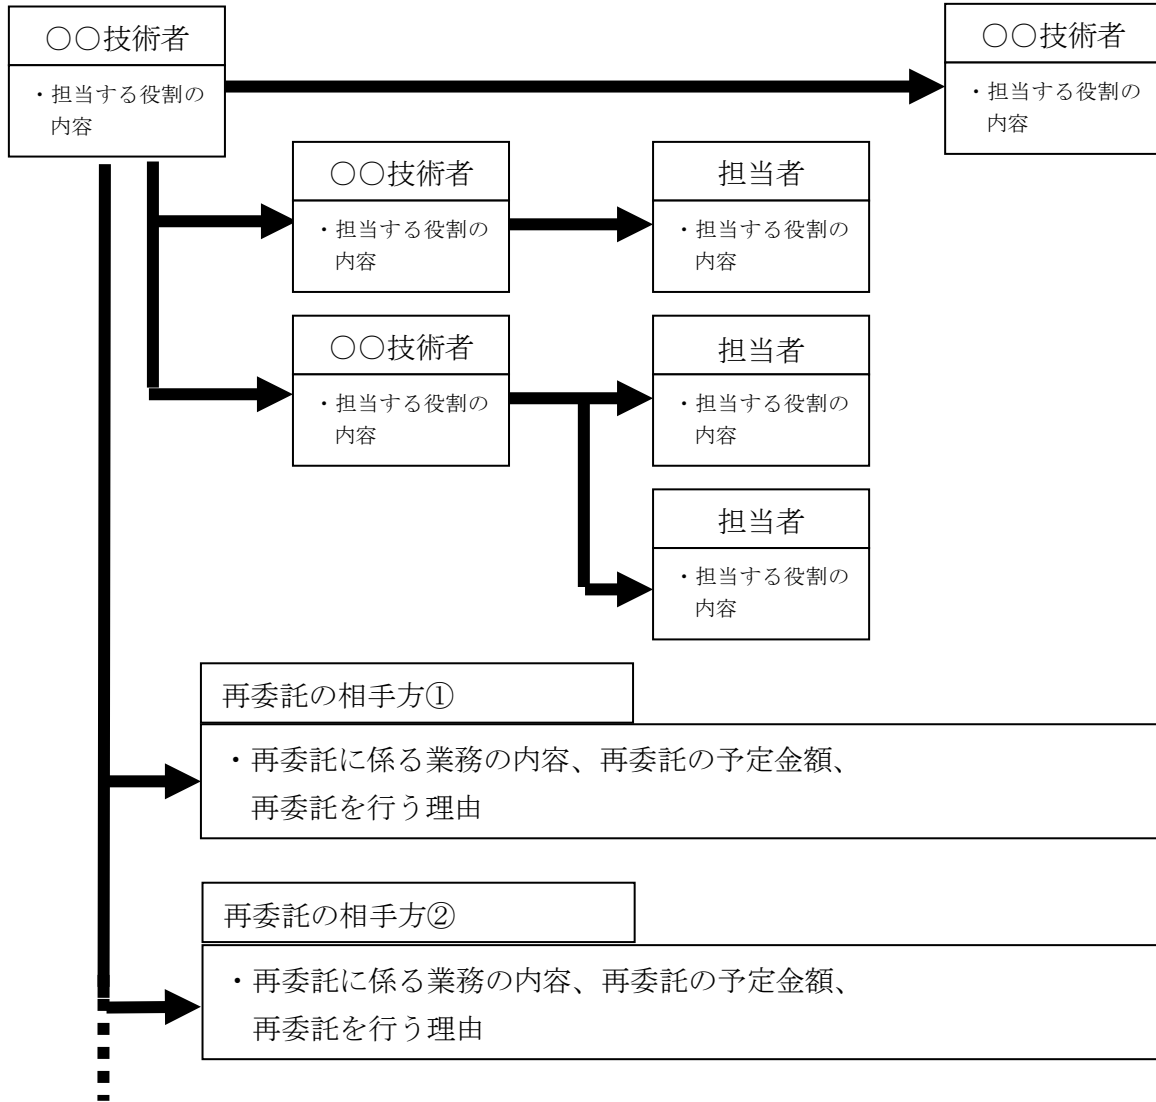 ○○技術者
・担当する役割の
内容
○○技術者
・担当する役割の
内容
○○技術者
・担当する役割の
内容
担当者
・担当する役割の
内容
○○技術者
・担当する役割の
内容
担当者
・担当する役割の
内容
担当者
・担当する役割の
内容
再委託の相手方①
・再委託に係る業務の内容、再委託の予定金額、
再委託を行う理由
再委託の相手方②
・再委託に係る業務の内容、再委託の予定金額、
再委託を行う理由